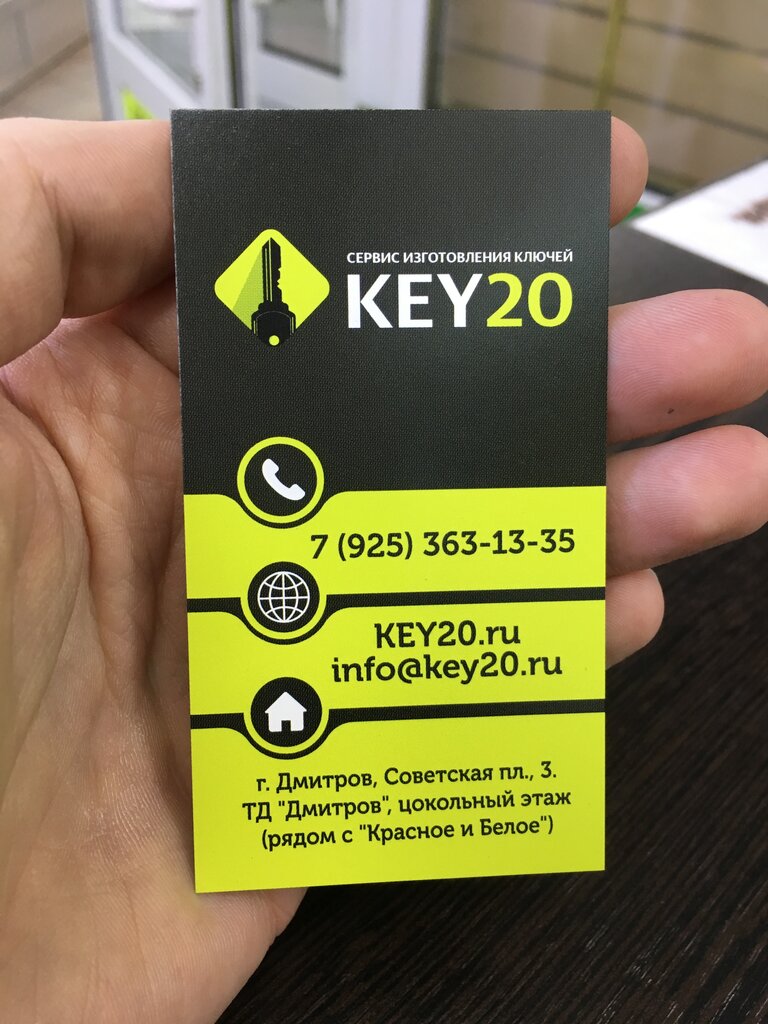 СЕРВИС ИЗГОТОВЛЕНИЯ КЛЮЧЕЙ
KEY20
7 (925) 363-13-35
KEY20.ru
info@key20.ru
г. Дмитров, Советская пл., 3.
ТД "Дмитров", цокольный этаж
(рядом с "Красное и Белое")